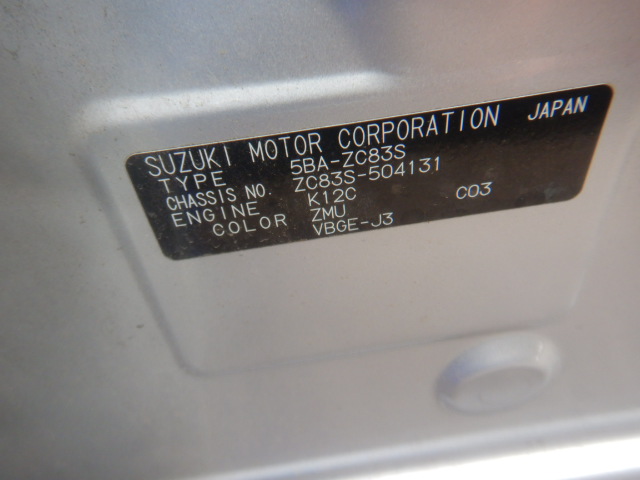 SUZUKI MOTOR CORPORATION JAPAN
TYPE 5BA-ZC83S
CHASSIS NO. ZC83S-504131
ENGINE K12C C03
COLOR ZMU
VBGE-J3